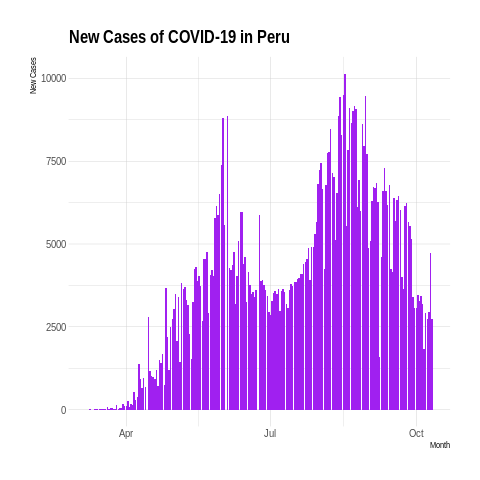 New Cases of COVID-19 in Peru
New Cases
10000
7500
5000
2500
0
Apr
Jul
Oct
Month